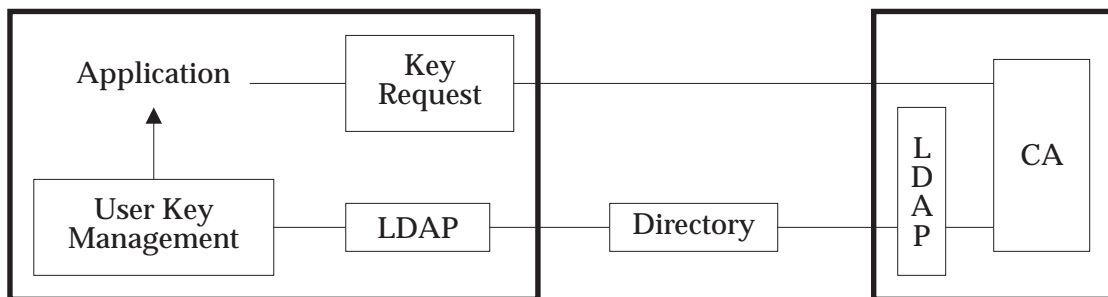 Application
Key
Request
User Key
Management
LDAP
Directory
L
D
A
P
CA